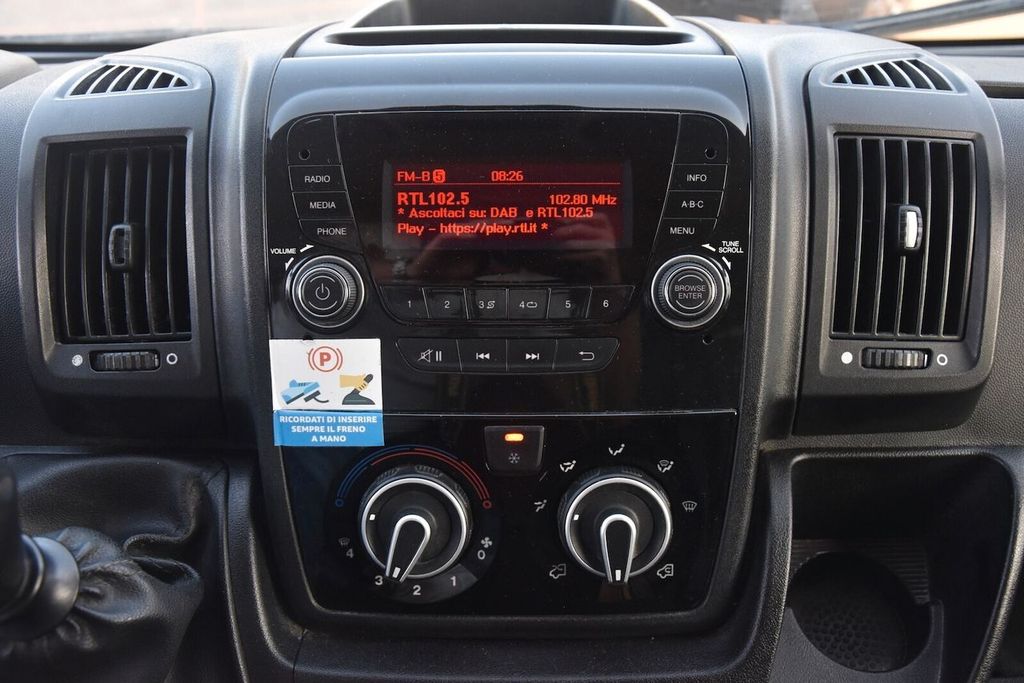 RADIO
MEDIA
PHONE
FM-B 5 08:26
RTL102.5 102.80 MHz
* Ascoltaci su: DAB e RTL102.5
Play - https://play.rtl.it *
INFO
A·B·C
MENU
VOLUME
TUNE
SCROLL
BROWSE
ENTER
1 2 3 4 5 6
P
RICORDATI DI INSERIRE
SEMPRE IL FRENO
A MANO
4 3 2 1 0